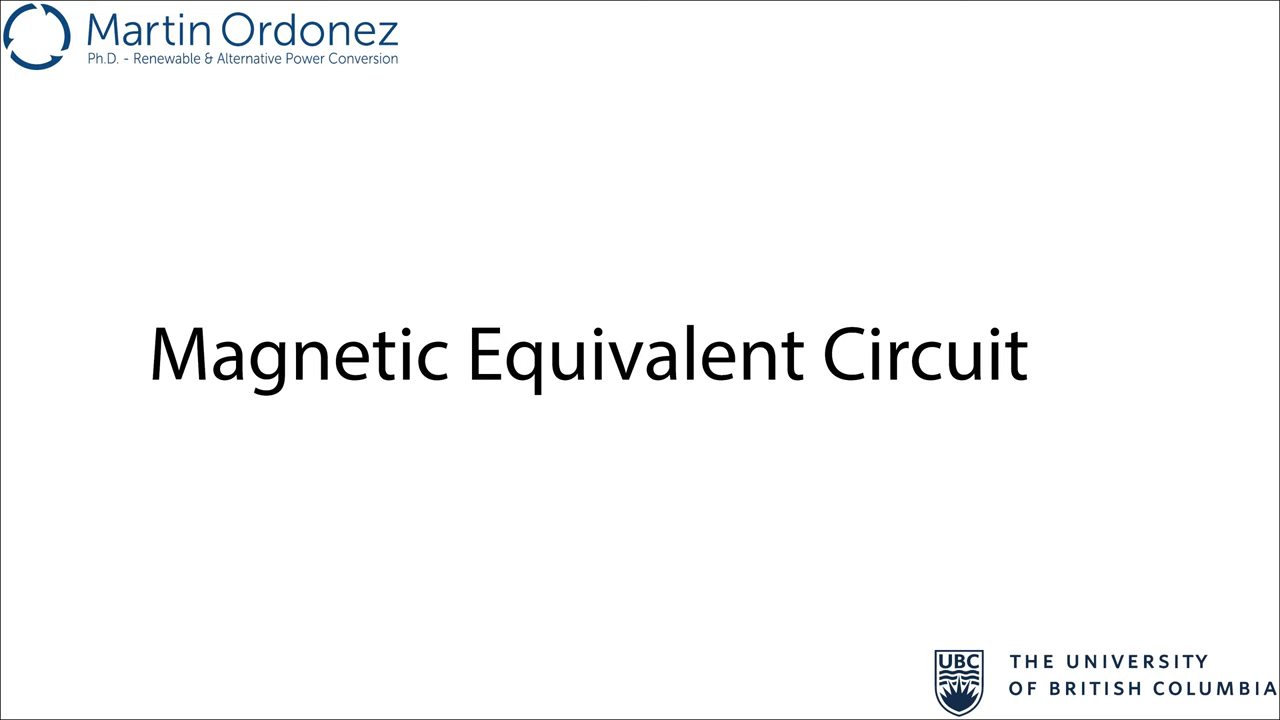 Martin Ordonez
Ph.D. - Renewable & Alternative Power Conversion
Magnetic Equivalent Circuit
UBC
THE UNIVERSITY
OF BRITISH COLUMBIA